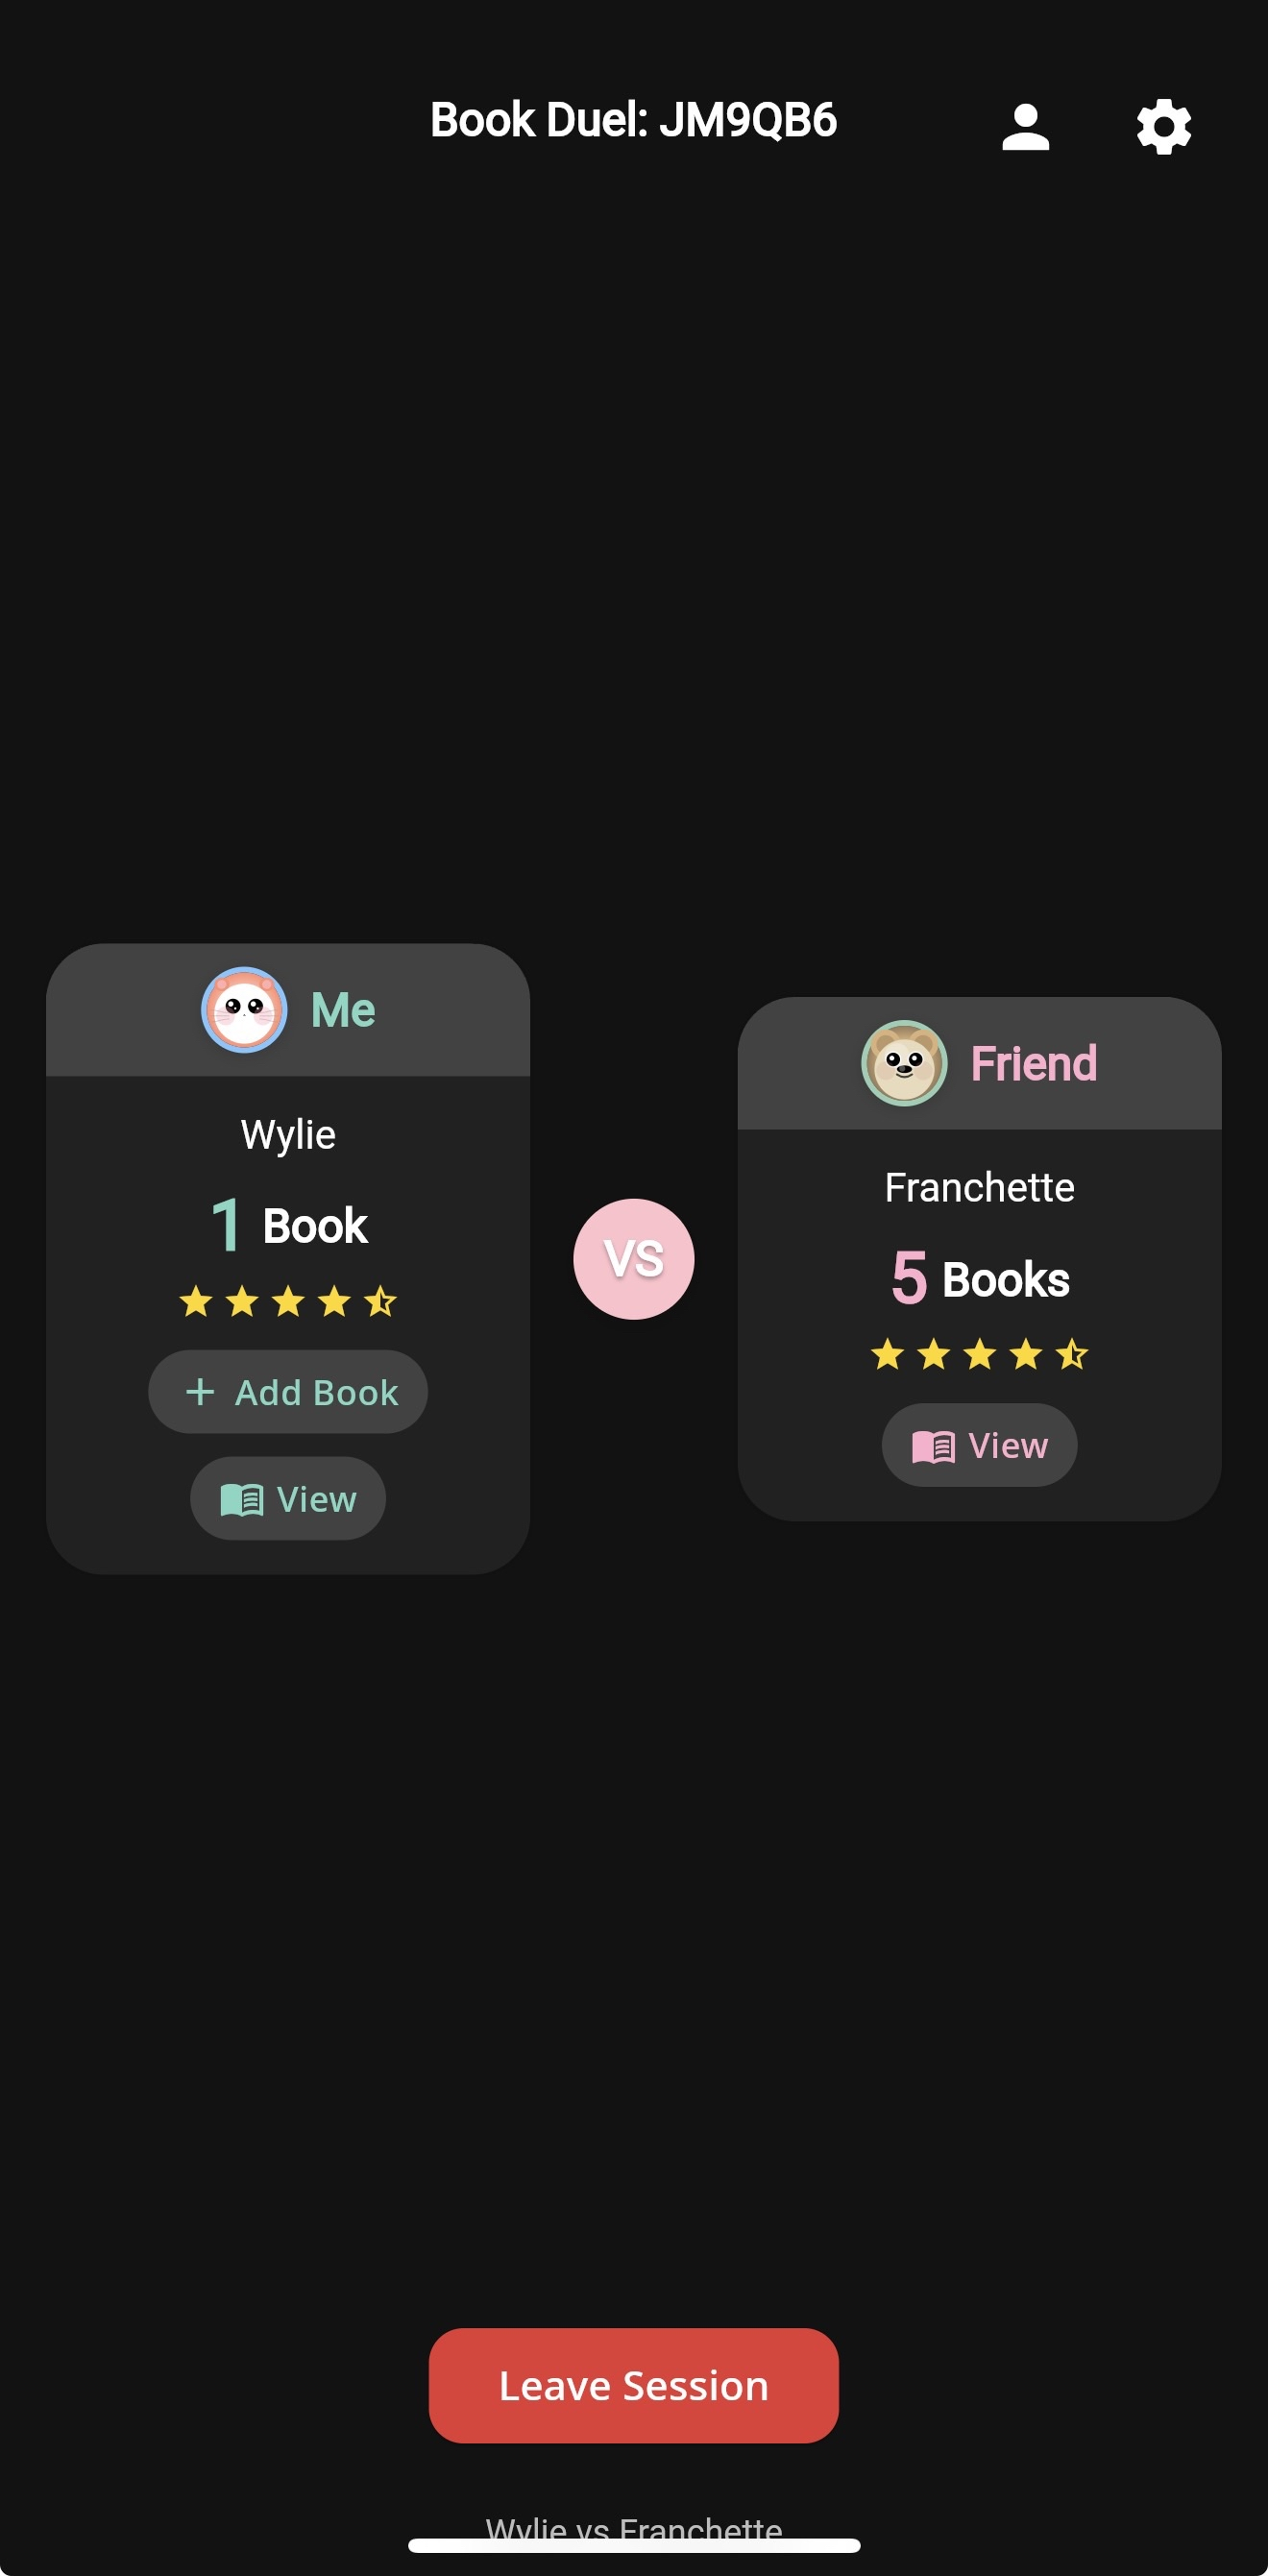 Book Duel: JM9QB6
Me
Wylie
1 Book
Add Book
View
VS
Friend
Franchette
5 Books
View
Leave Session
Wylie vs Franchette